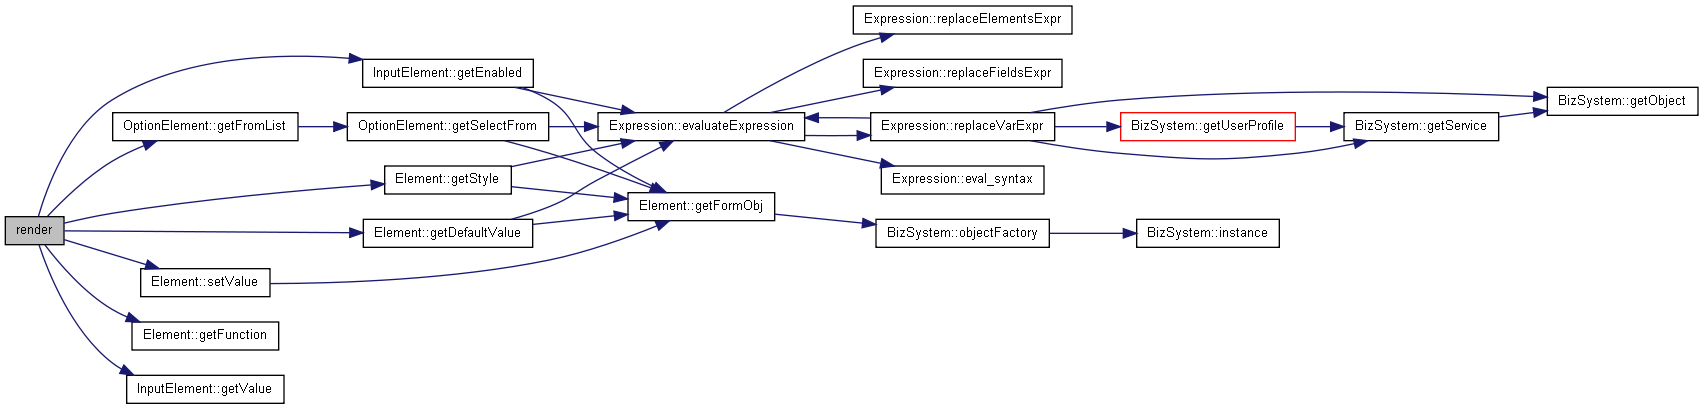 Expression::replaceElementsExpr
InputElement::getEnabled
Expression::replaceFieldsExpr
BizSystem::getObject
OptionElement::getFromList
OptionElement::getSelectFrom
Expression::evaluateExpression
Expression::replaceVarExpr
BizSystem::getUserProfile
BizSystem::getService
Element::getStyle
Expression::eval_syntax
Element::getFormObj
render
Element::getDefaultValue
BizSystem::objectFactory
BizSystem::instance
Element::setValue
Element::getFunction
InputElement::getValue